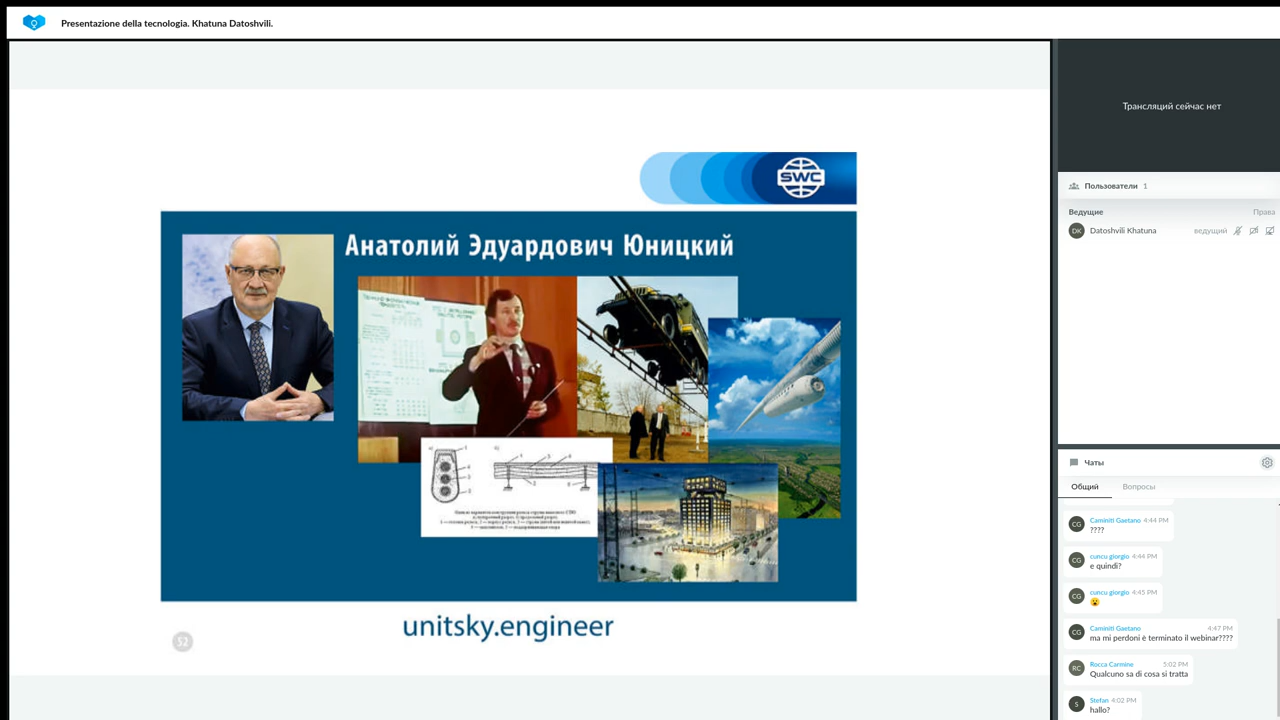 Presentazione della tecnologia. Khatuna Datoshvili.
SWC
Анатолий Эдуардович Юницкий
unitsky.engineer
52
Трансляций сейчас нет
Пользователи 1
Ведущие Права
DK Datoshvili Khatuna ведущий
Чаты
Общий Вопросы
CG Caminiti Gaetano 4:44 PM
????
CG cuncu giorgio 4:44 PM
e quindi?
CG cuncu giorgio 4:45 PM
😮
CG Caminiti Gaetano 4:47 PM
ma mi perdoni è terminato il webinar????
RC Rocca Carmine 5:02 PM
Qualcuno sa di cosa si tratta
S Stefan 4:02 PM
hallo?